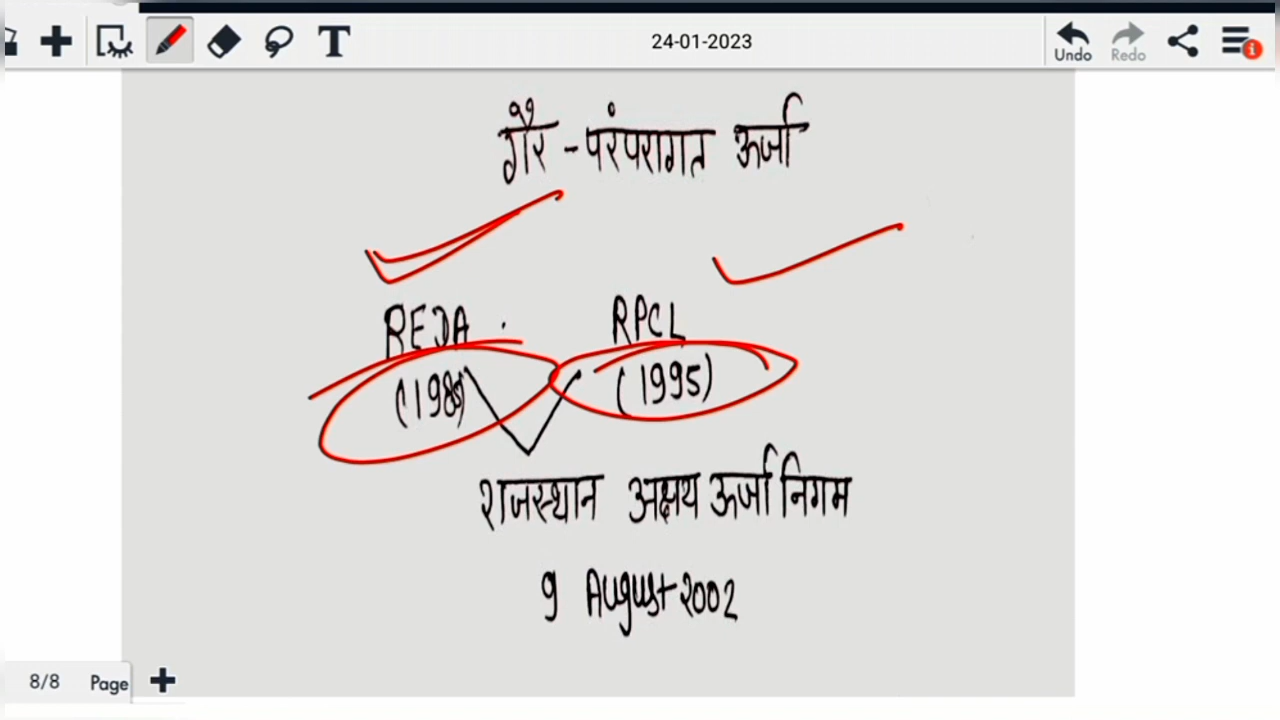 24-01-2023
Undo
Redo
गैर - परंपरागत ऊर्जा
REDA
RPCL
(1995)
राजस्थान अक्षय ऊर्जा निगम
9 August 2002
8/8 Page